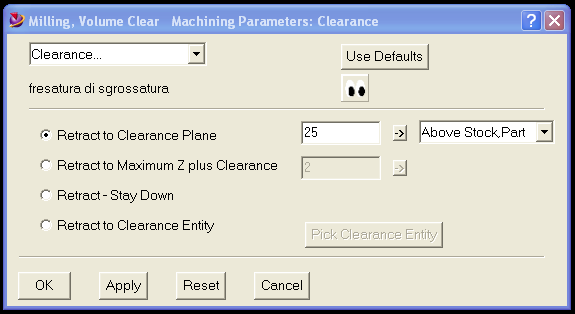 Milling, Volume Clear Machining Parameters: Clearance
Clearance...
Use Defaults
fresatura di sgrossatura
Retract to Clearance Plane 25 -> Above Stock,Part
Retract to Maximum Z plus Clearance 2 ->
Retract - Stay Down
Retract to Clearance Entity
Pick Clearance Entity
OK Apply Reset Cancel